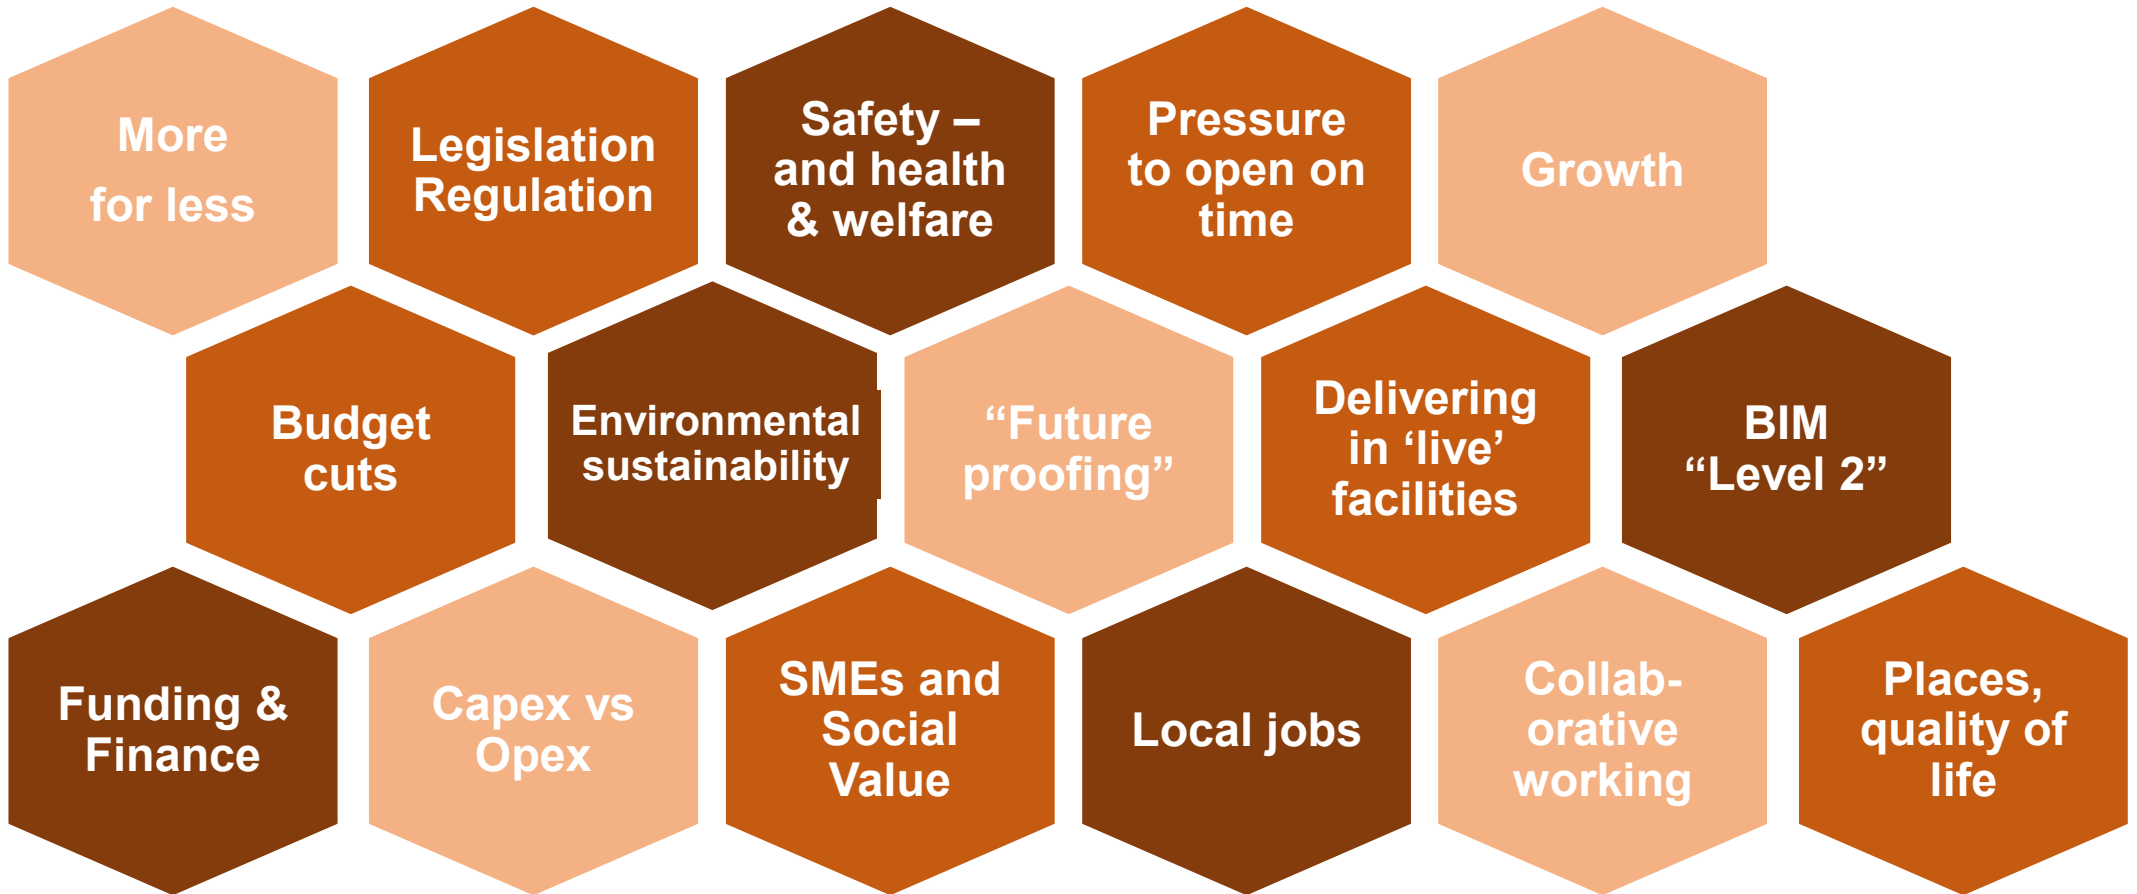 More
for less
Legislation
Regulation
Safety –
and health
& welfare
Pressure
to open on
time
Growth
Budget
cuts
Environmental
sustainability
“Future
proofing”
Delivering
in ‘live’
facilities
BIM
“Level 2”
Funding &
Finance
Capex vs
Opex
SMEs and
Social
Value
Local jobs
Collab-
orative
working
Places,
quality of
life